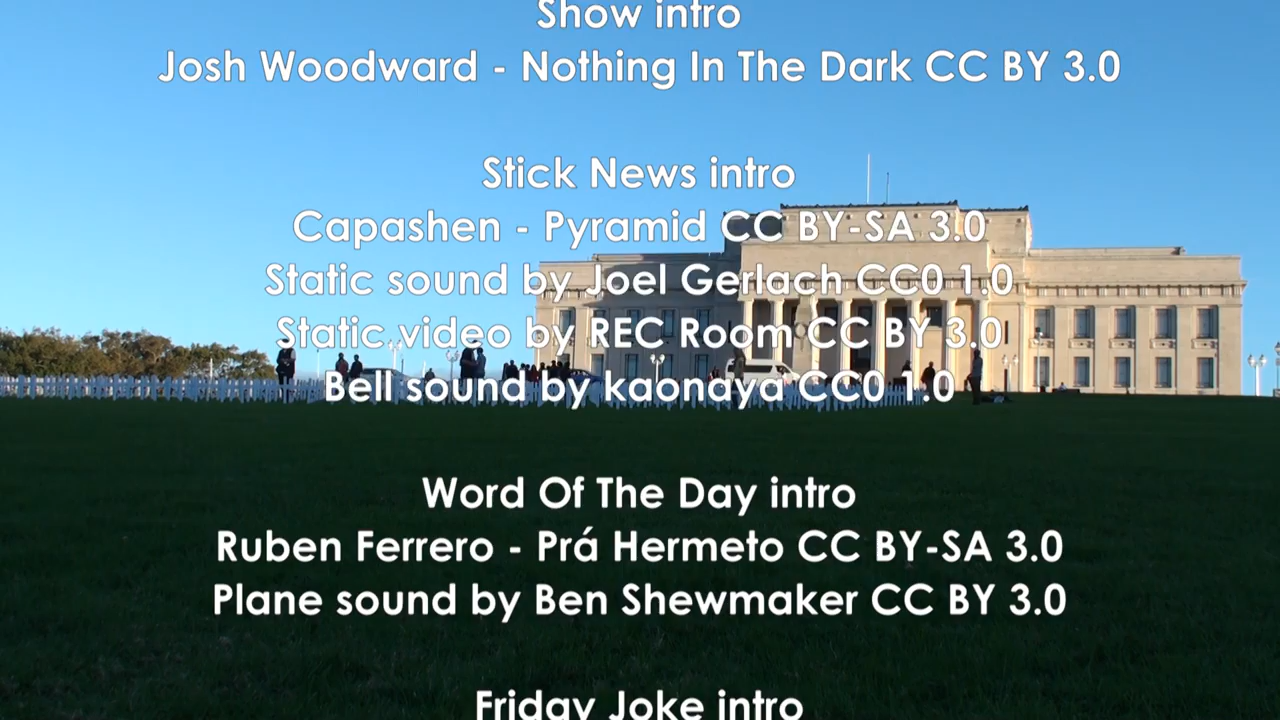 Show intro
Josh Woodward - Nothing In The Dark CC BY 3.0
Stick News intro
Capashen - Pyramid CC BY-SA 3.0
Static sound by Joel Gerlach CC0 1.0
Static video by REC Room CC BY 3.0
Bell sound by kaonaya CC0 1.0
Word Of The Day intro
Ruben Ferrero - Prá Hermeto CC BY-SA 3.0
Plane sound by Ben Shewmaker CC BY 3.0
Friday Joke intro